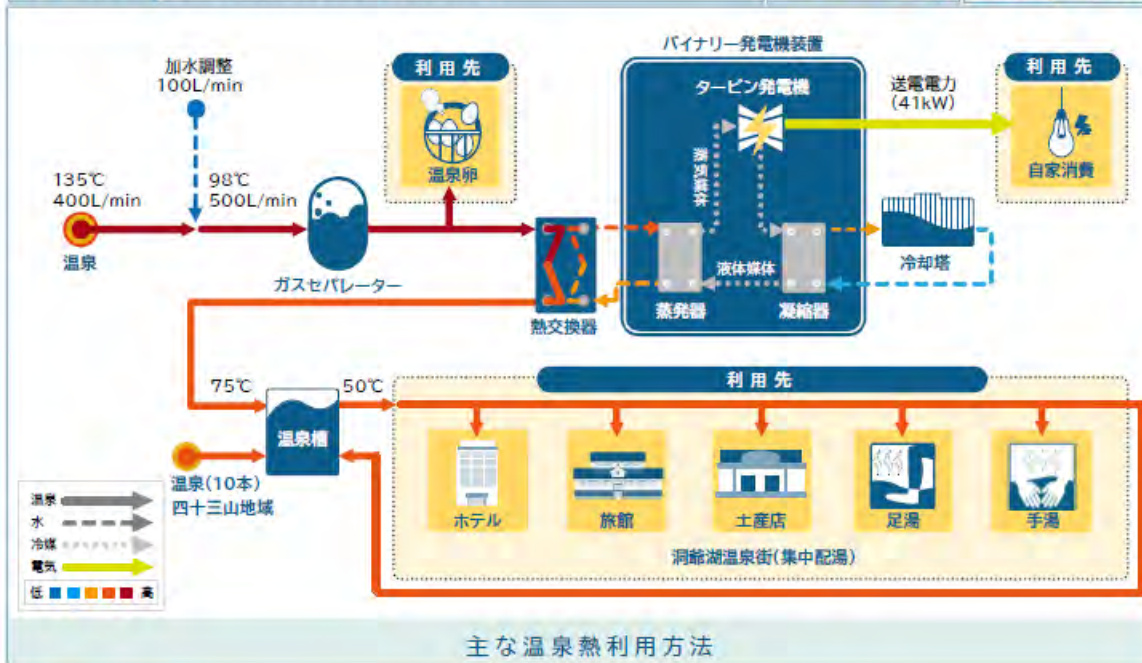 バイナリー発電機装置
加水調整
100L/min
利用先
温泉卵
タービン発電機
送電電力
(41kW)
利用先
自家消費
135℃
400L/min
98℃
500L/min
蒸気媒体
温泉
ガスセパレーター
熱交換器
液体媒体
蒸発器
凝縮器
冷却塔
75℃
50℃
利用先
温泉槽
温泉(10本)
四十三山地域
ホテル
旅館
土産店
足湯
手湯
洞爺湖温泉街(集中配湯)
温泉
水
冷媒
電気
低
高
主な温泉熱利用方法